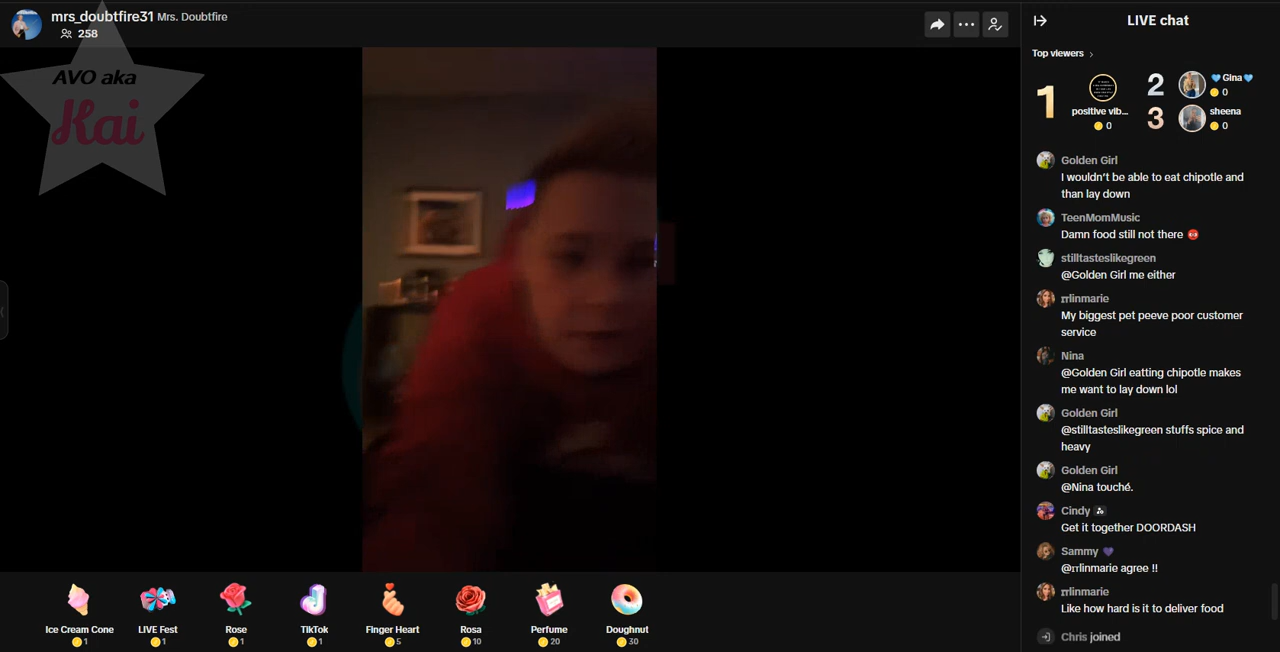 mrs_doubtfire31 Mrs. Doubtfire
258
AVO aka
Kai
LIVE chat
Top viewers
1
positive vib...
0
2
Gina
0
3
sheena
0
Golden Girl
I wouldn't be able to eat chipotle and
than lay down
TeenMomMusic
Damn food still not there
stilltasteslikegreen
@Golden Girl me either
rrlinmarie
My biggest pet peeve poor customer
service
Nina
@Golden Girl eatting chipotle makes
me want to lay down lol
Golden Girl
@stilltasteslikegreen stuffs spice and
heavy
Golden Girl
@Nina touché.
Cindy
Get it together DOORDASH
Sammy
@rrlinmarie agree !!
rrlinmarie
Like how hard is it to deliver food
Chris joined
Ice Cream Cone
1
LIVE Fest
1
Rose
1
TikTok
1
Finger Heart
5
Rosa
10
Perfume
20
Doughnut
30